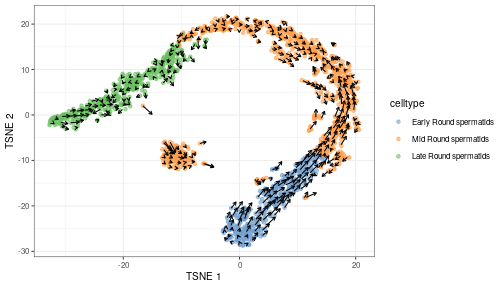 20
10
0
-10
-20
-30
TSNE 2
-20
0
20
TSNE 1
celltype
Early Round spermatids
Mid Round spermatids
Late Round spermatids